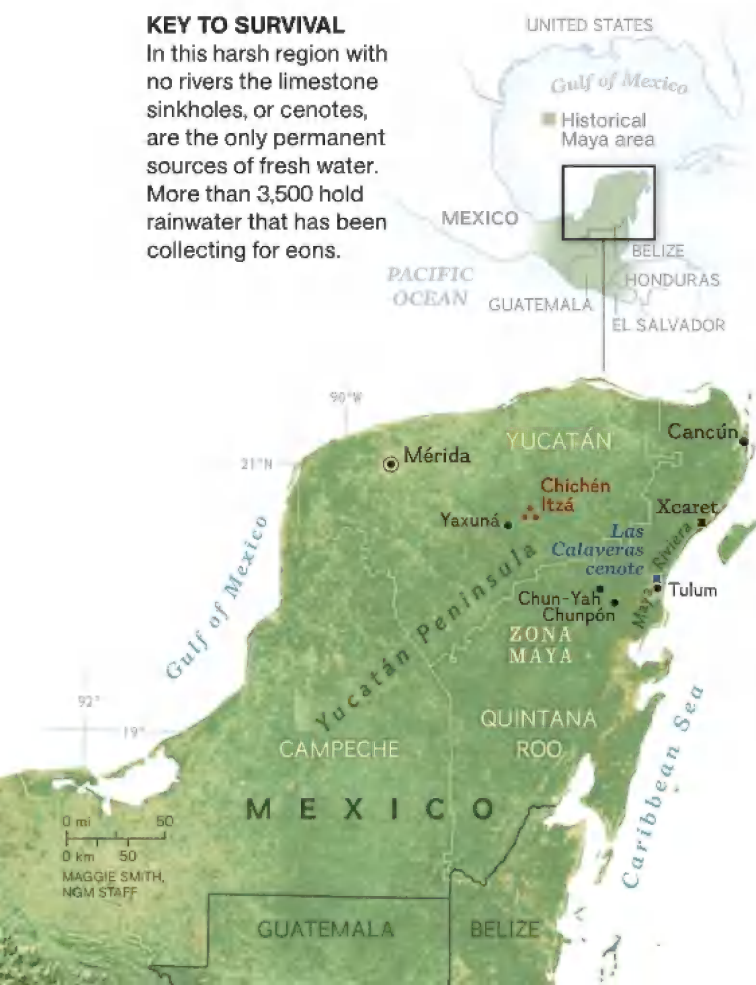 KEY TO SURVIVAL
In this harsh region with
no rivers the limestone
sinkholes, or cenotes,
are the only permanent
sources of fresh water.
More than 3,500 hold
rainwater that has been
collecting for eons.
UNITED STATES
Gulf of Mexico
Historical
Maya area
MEXICO
BELIZE
PACIFIC
OCEAN
HONDURAS
GUATEMALA
EL SALVADOR
90°W
21°N
Mérida
YUCATÁN
Cancún
Chichén
Itzá
Yaxuná
Xcaret
Las
Calaveras
cenote
Maya Riviera
Tulum
Chun-Yah
Chunpón
ZONA
MAYA
Gulf of Mexico
Yucatán Peninsula
92°
19°
CAMPECHE
QUINTANA
ROO
Caribbean Sea
MEXICO
0 mi 50
0 km 50
MAGGIE SMITH,
NGM STAFF
GUATEMALA
BELIZE